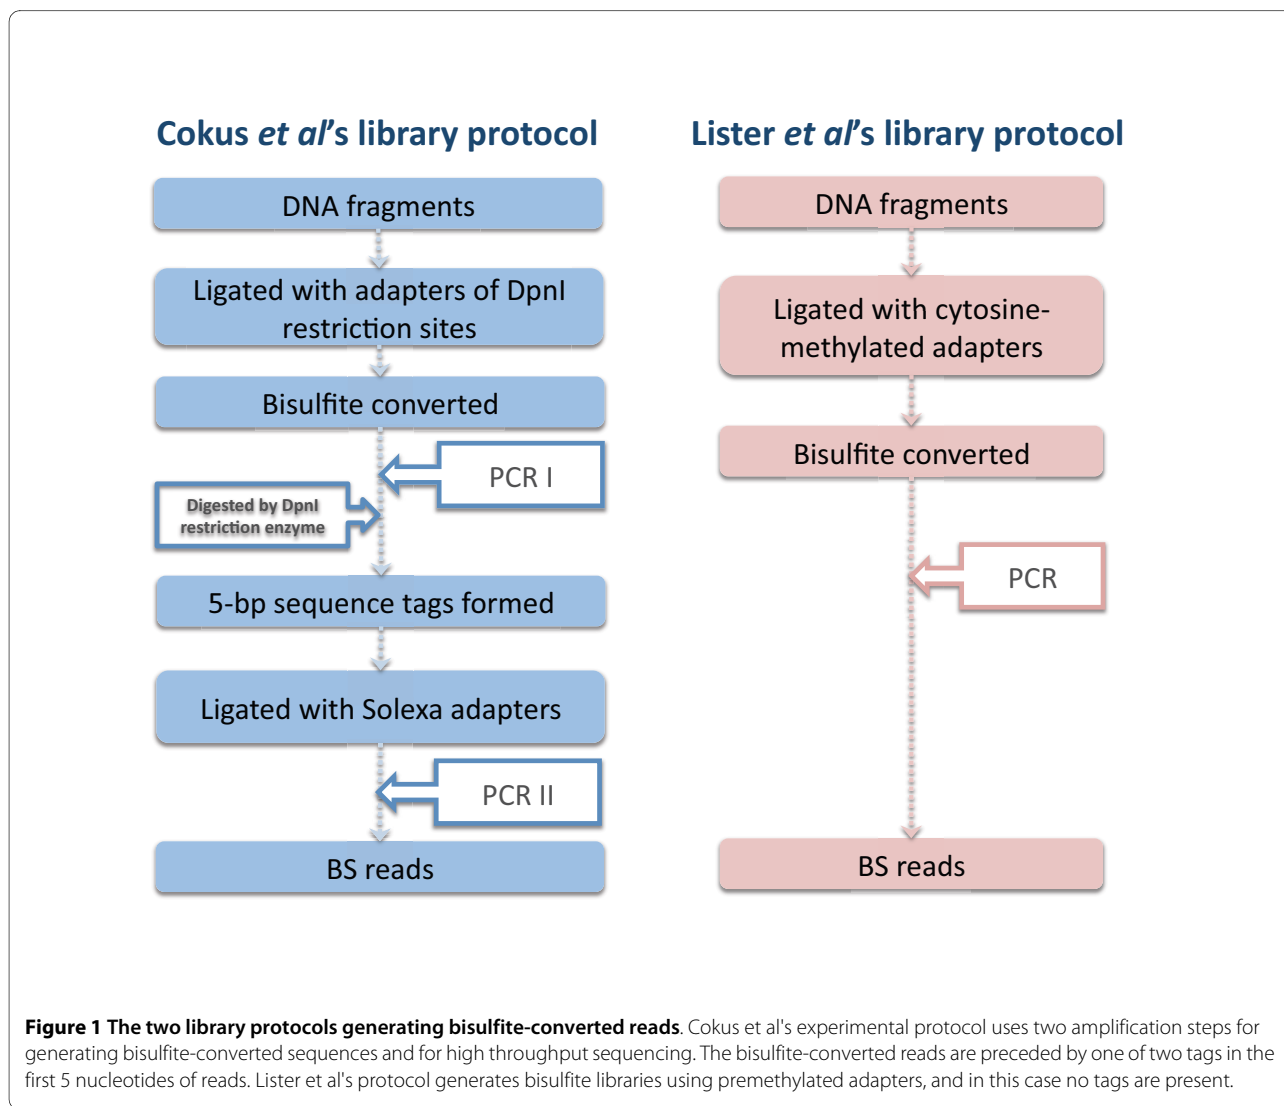 Cokus et al's library protocol
DNA fragments
Ligated with adapters of DpnI
restriction sites
Bisulfite converted
PCR I
Digested by DpnI
restriction enzyme
5-bp sequence tags formed
Ligated with Solexa adapters
PCR II
BS reads
Lister et al's library protocol
DNA fragments
Ligated with cytosine-
methylated adapters
Bisulfite converted
PCR
BS reads
Figure 1 The two library protocols generating bisulfite-converted reads. Cokus et al's experimental protocol uses two amplification steps for
generating bisulfite-converted sequences and for high throughput sequencing. The bisulfite-converted reads are preceded by one of two tags in the
first 5 nucleotides of reads. Lister et al's protocol generates bisulfite libraries using premethylated adapters, and in this case no tags are present.